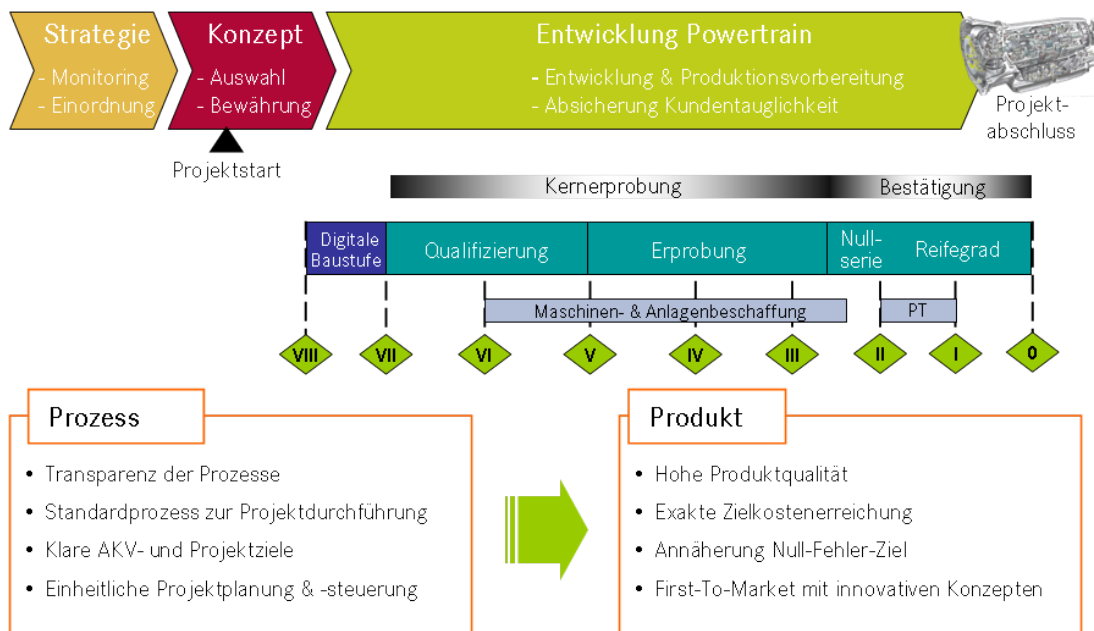 Strategie
- Monitoring
- Einordnung
Konzept
- Auswahl
- Bewährung
Entwicklung Powertrain
- Entwicklung & Produktionsvorbereitung
- Absicherung Kundentauglichkeit
Projekt-
abschluss
Projektstart
Kernerprobung
Bestätigung
Digitale
Baustufe
Qualifizierung
Erprobung
Null-
serie
Reifegrad
Maschinen- & Anlagenbeschaffung
PT
VIII
VII
VI
V
IV
III
II
I
0
Prozess
• Transparenz der Prozesse
• Standardprozess zur Projektdurchführung
• Klare AKV- und Projektziele
• Einheitliche Projektplanung & -steuerung
Produkt
• Hohe Produktqualität
• Exakte Zielkostenerreichung
• Annäherung Null-Fehler-Ziel
• First-To-Market mit innovativen Konzepten